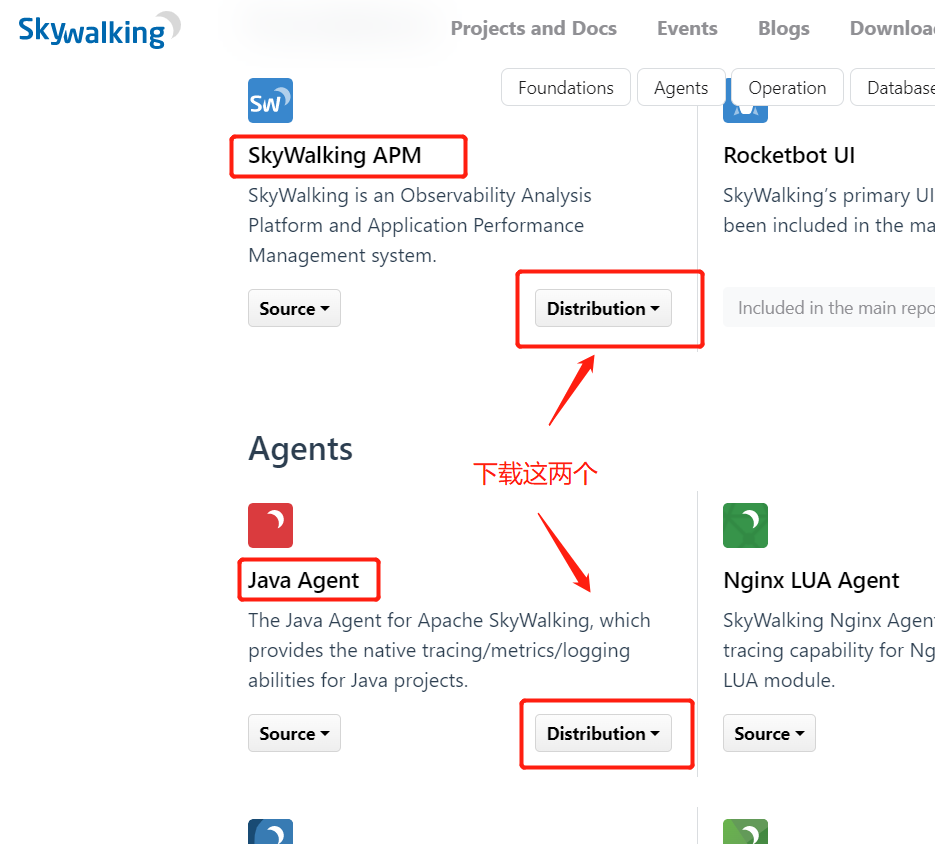 Skywalking
Projects and Docs Events Blogs Downloa
Foundations Agents Operation Database
SW
SkyWalking APM
SkyWalking is an Observability Analysis
Platform and Application Performance
Management system.
Source Distribution
Rocketbot UI
SkyWalking’s primary UI
been included in the ma
Included in the main repo
下载这两个
Agents
Java Agent
The Java Agent for Apache SkyWalking, which
provides the native tracing/metrics/logging
abilities for Java projects.
Source Distribution
Nginx LUA Agent
SkyWalking Nginx Agen
tracing capability for Ng
LUA module.
Source